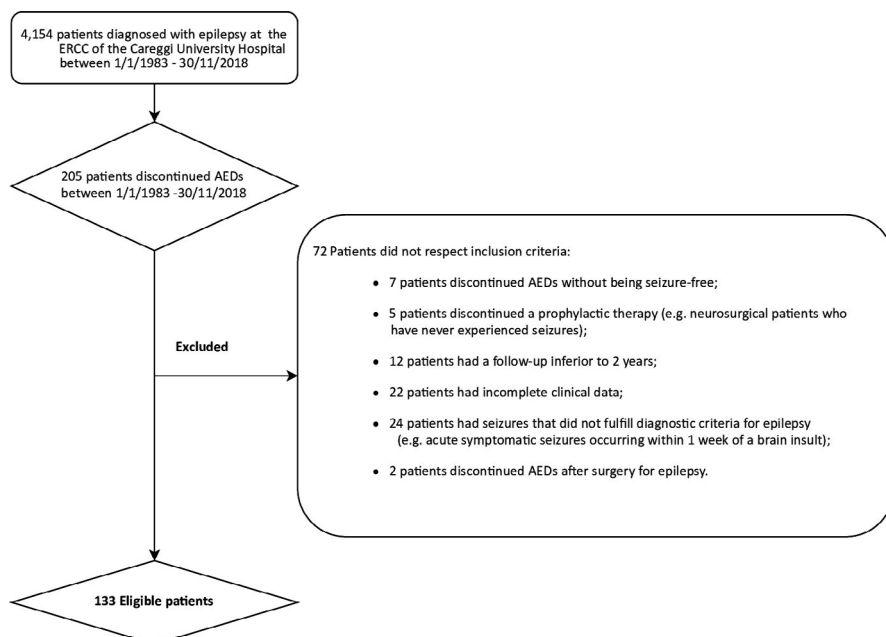 4,154 patients diagnosed with epilepsy at the
ERCC of the Careggi University Hospital
between 1/1/1983 - 30/11/2018
205 patients discontinued AEDs
between 1/1/1983 -30/11/2018
72 Patients did not respect inclusion criteria:
• 7 patients discontinued AEDs without being seizure-free;
• 5 patients discontinued a prophylactic therapy (e.g. neurosurgical patients who
have never experienced seizures);
Excluded
• 12 patients had a follow-up inferior to 2 years;
• 22 patients had incomplete clinical data;
• 24 patients had seizures that did not fulfill diagnostic criteria for epilepsy
(e.g. acute symptomatic seizures occurring within 1 week of a brain insult);
• 2 patients discontinued AEDs after surgery for epilepsy.
133 Eligible patients